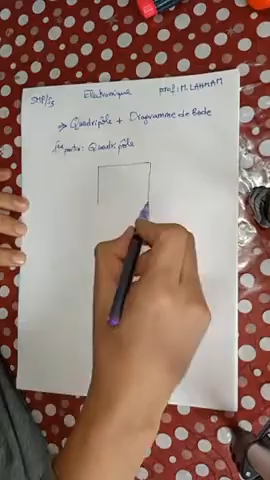 SMP/S5 Electronique prof: M. LAHMAM
=> Quadripôle + Diagramme de Bode
1ère partie: Quadripôle